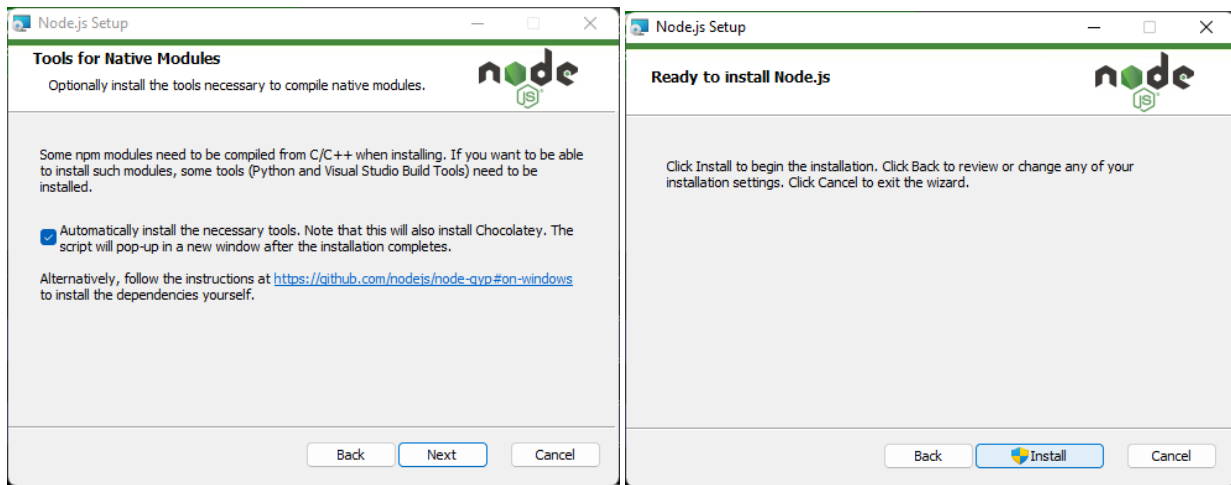 Node.js Setup
Tools for Native Modules
Optionally install the tools necessary to compile native modules.
node
JS
Some npm modules need to be compiled from C/C++ when installing. If you want to be able
to install such modules, some tools (Python and Visual Studio Build Tools) need to be
installed.
Automatically install the necessary tools. Note that this will also install Chocolatey. The
script will pop-up in a new window after the installation completes.
Alternatively, follow the instructions at https://github.com/nodejs/node-gyp#on-windows
to install the dependencies yourself.
Back
Next
Cancel
Node.js Setup
Ready to install Node.js
node
JS
Click Install to begin the installation. Click Back to review or change any of your
installation settings. Click Cancel to exit the wizard.
Back
Install
Cancel